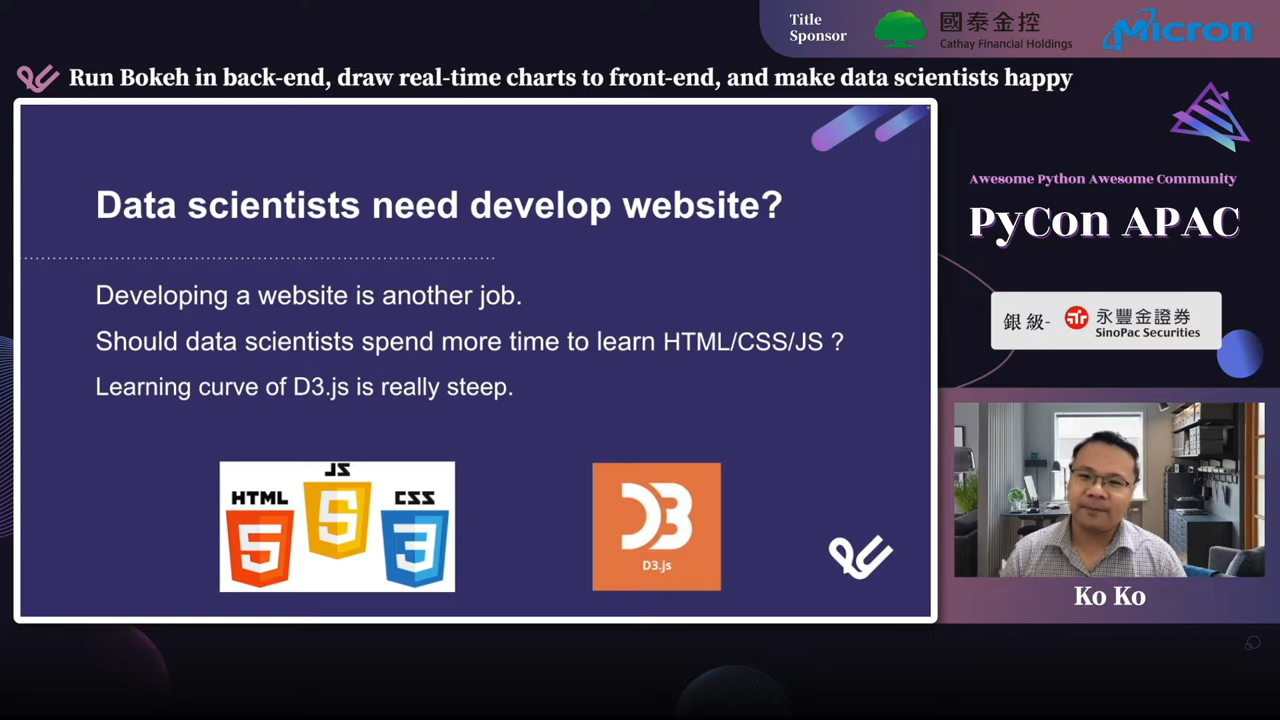 Title
Sponsor
國泰金控
Cathay Financial Holdings
Micron
Run Bokeh in back-end, draw real-time charts to front-end, and make data scientists happy
Data scientists need develop website?
Developing a website is another job.
Should data scientists spend more time to learn HTML/CSS/JS ?
Learning curve of D3.js is really steep.
HTML
5
JS
5
CSS
3
D3
D3.js
Awesome Python Awesome Community
PyCon APAC
銀級-
永豐金證券
SinoPac Securities
Ko Ko